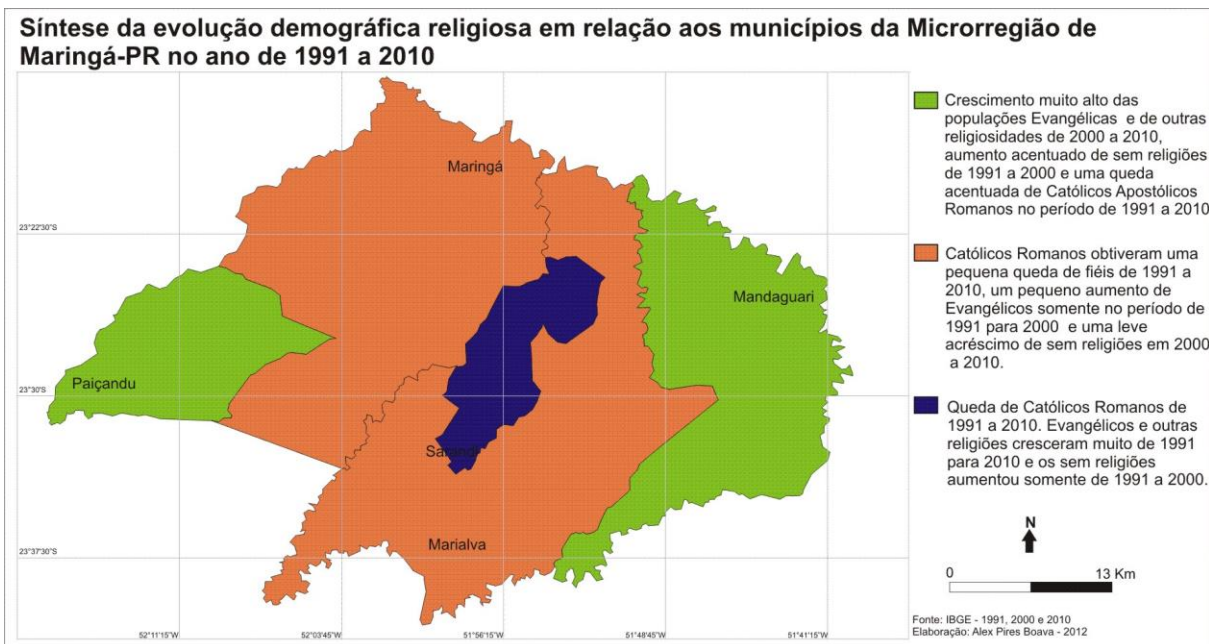 Síntese da evolução demográfica religiosa em relação aos municípios da Microrregião de
Maringá-PR no ano de 1991 a 2010
Maringá
23°22'30"S
Mandaguari
Paiçandu
23°30'S
Sarandi
Marialva
23°37'30"S
52°11'15"W
52°03'45"W
51°56'15"W
51°48'45"W
51°41'15"W
Crescimento muito alto das
populações Evangélicas e de outras
religiosidades de 2000 a 2010,
aumento acentuado de sem religiões
de 1991 a 2000 e uma queda
acentuada de Católicos Apostólicos
Romanos no período de 1991 a 2010
Católicos Romanos obtiveram uma
pequena queda de fiéis de 1991 a
2010, um pequeno aumento de
Evangélicos somente no período de
1991 para 2000 e uma leve
acréscimo de sem religiões em 2000
a 2010.
Queda de Católicos Romanos de
1991 a 2010. Evangélicos e outras
religiões cresceram muito de 1991
para 2010 e os sem religiões
aumentou somente de 1991 a 2000.
N
0 13 Km
Fonte: IBGE - 1991, 2000 e 2010
Elaboração: Alex Pires Boava - 2012